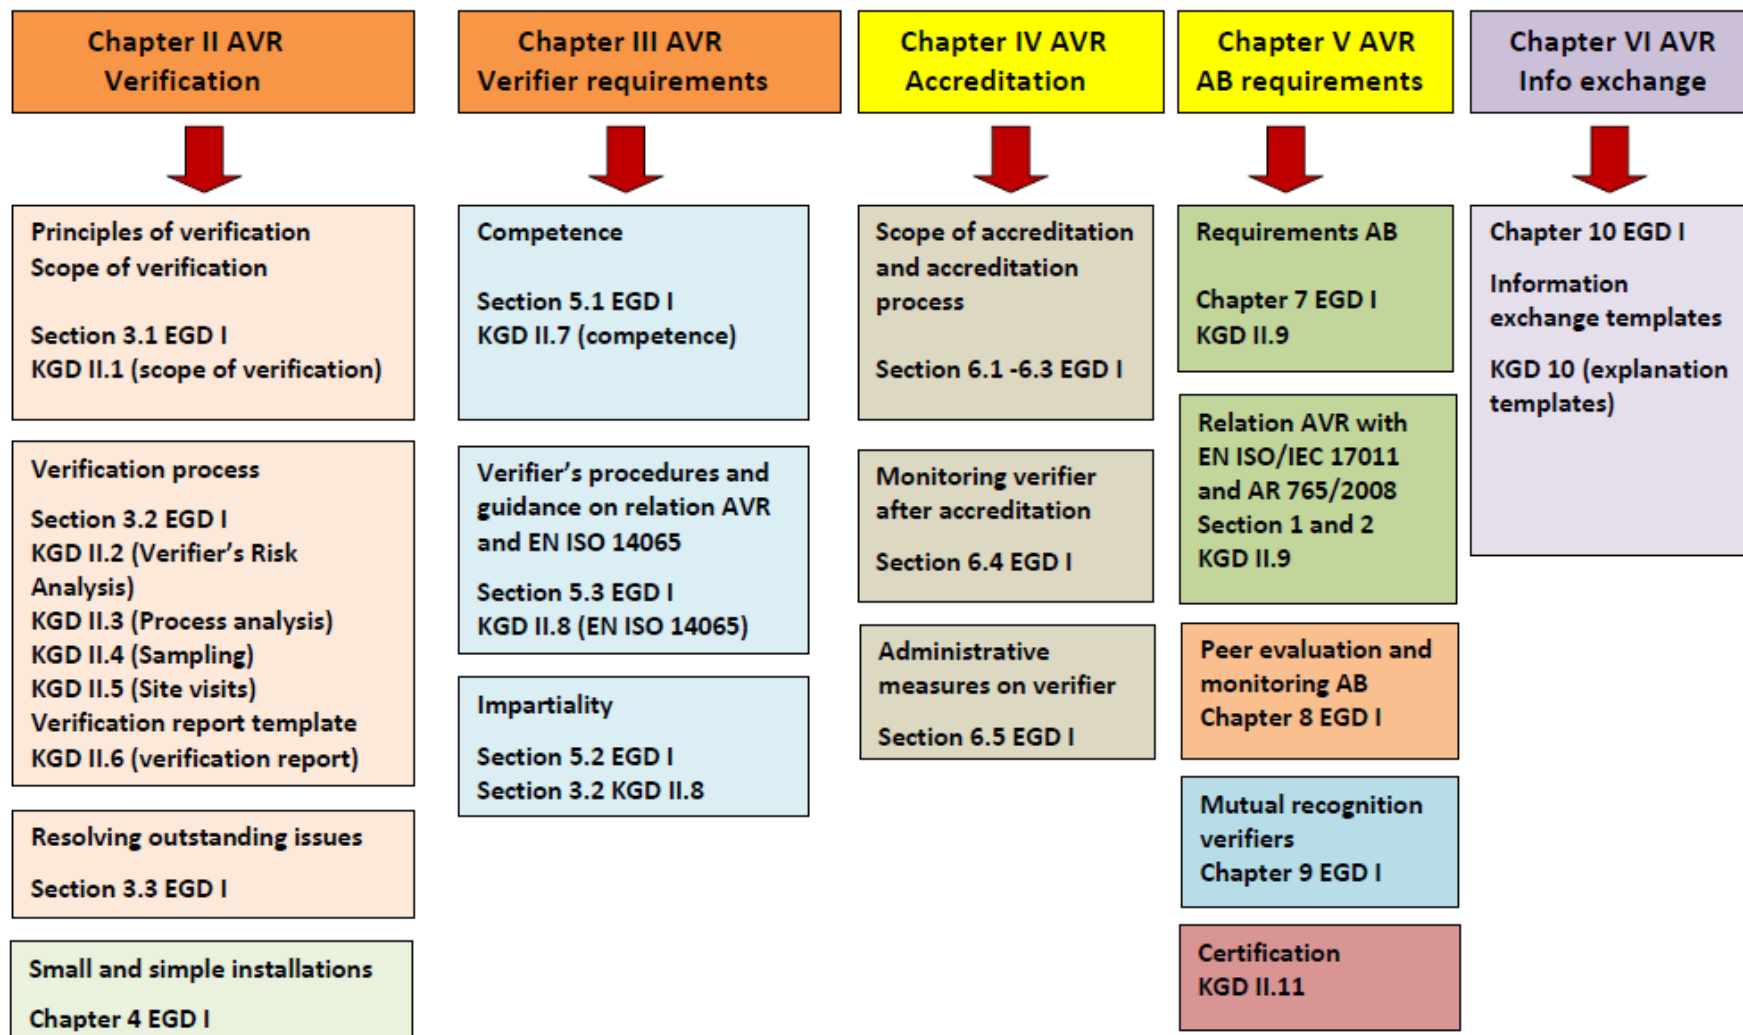 Chapter II AVR
Verification
Principles of verification
Scope of verification
Section 3.1 EGD I
KGD II.1 (scope of verification)
Verification process
Section 3.2 EGD I
KGD II.2 (Verifier's Risk
Analysis)
KGD II.3 (Process analysis)
KGD II.4 (Sampling)
KGD II.5 (Site visits)
Verification report template
KGD II.6 (verification report)
Resolving outstanding issues
Section 3.3 EGD I
Small and simple installations
Chapter 4 EGD I
Chapter III AVR
Verifier requirements
Competence
Section 5.1 EGD I
KGD II.7 (competence)
Verifier's procedures and
guidance on relation AVR
and EN ISO 14065
Section 5.3 EGD I
KGD II.8 (EN ISO 14065)
Impartiality
Section 5.2 EGD I
Section 3.2 KGD II.8
Chapter IV AVR
Accreditation
Scope of accreditation
and accreditation
process
Section 6.1 -6.3 EGD I
Monitoring verifier
after accreditation
Section 6.4 EGD I
Administrative
measures on verifier
Section 6.5 EGD I
Chapter V AVR
AB requirements
Requirements AB
Chapter 7 EGD I
KGD II.9
Relation AVR with
EN ISO/IEC 17011
and AR 765/2008
Section 1 and 2
KGD II.9
Peer evaluation and
monitoring AB
Chapter 8 EGD I
Mutual recognition
verifiers
Chapter 9 EGD I
Certification
KGD II.11
Chapter VI AVR
Info exchange
Chapter 10 EGD I
Information
exchange templates
KGD 10 (explanation
templates)